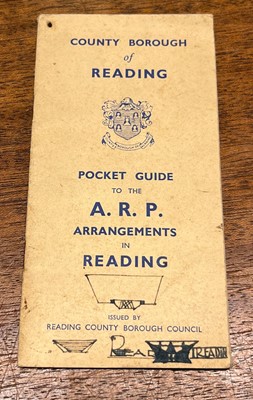 COUNTY BOROUGH
of
READING
POCKET GUIDE
TO THE
A. R. P.
ARRANGEMENTS
IN
READING
ISSUED BY
READING COUNTY BOROUGH COUNCIL